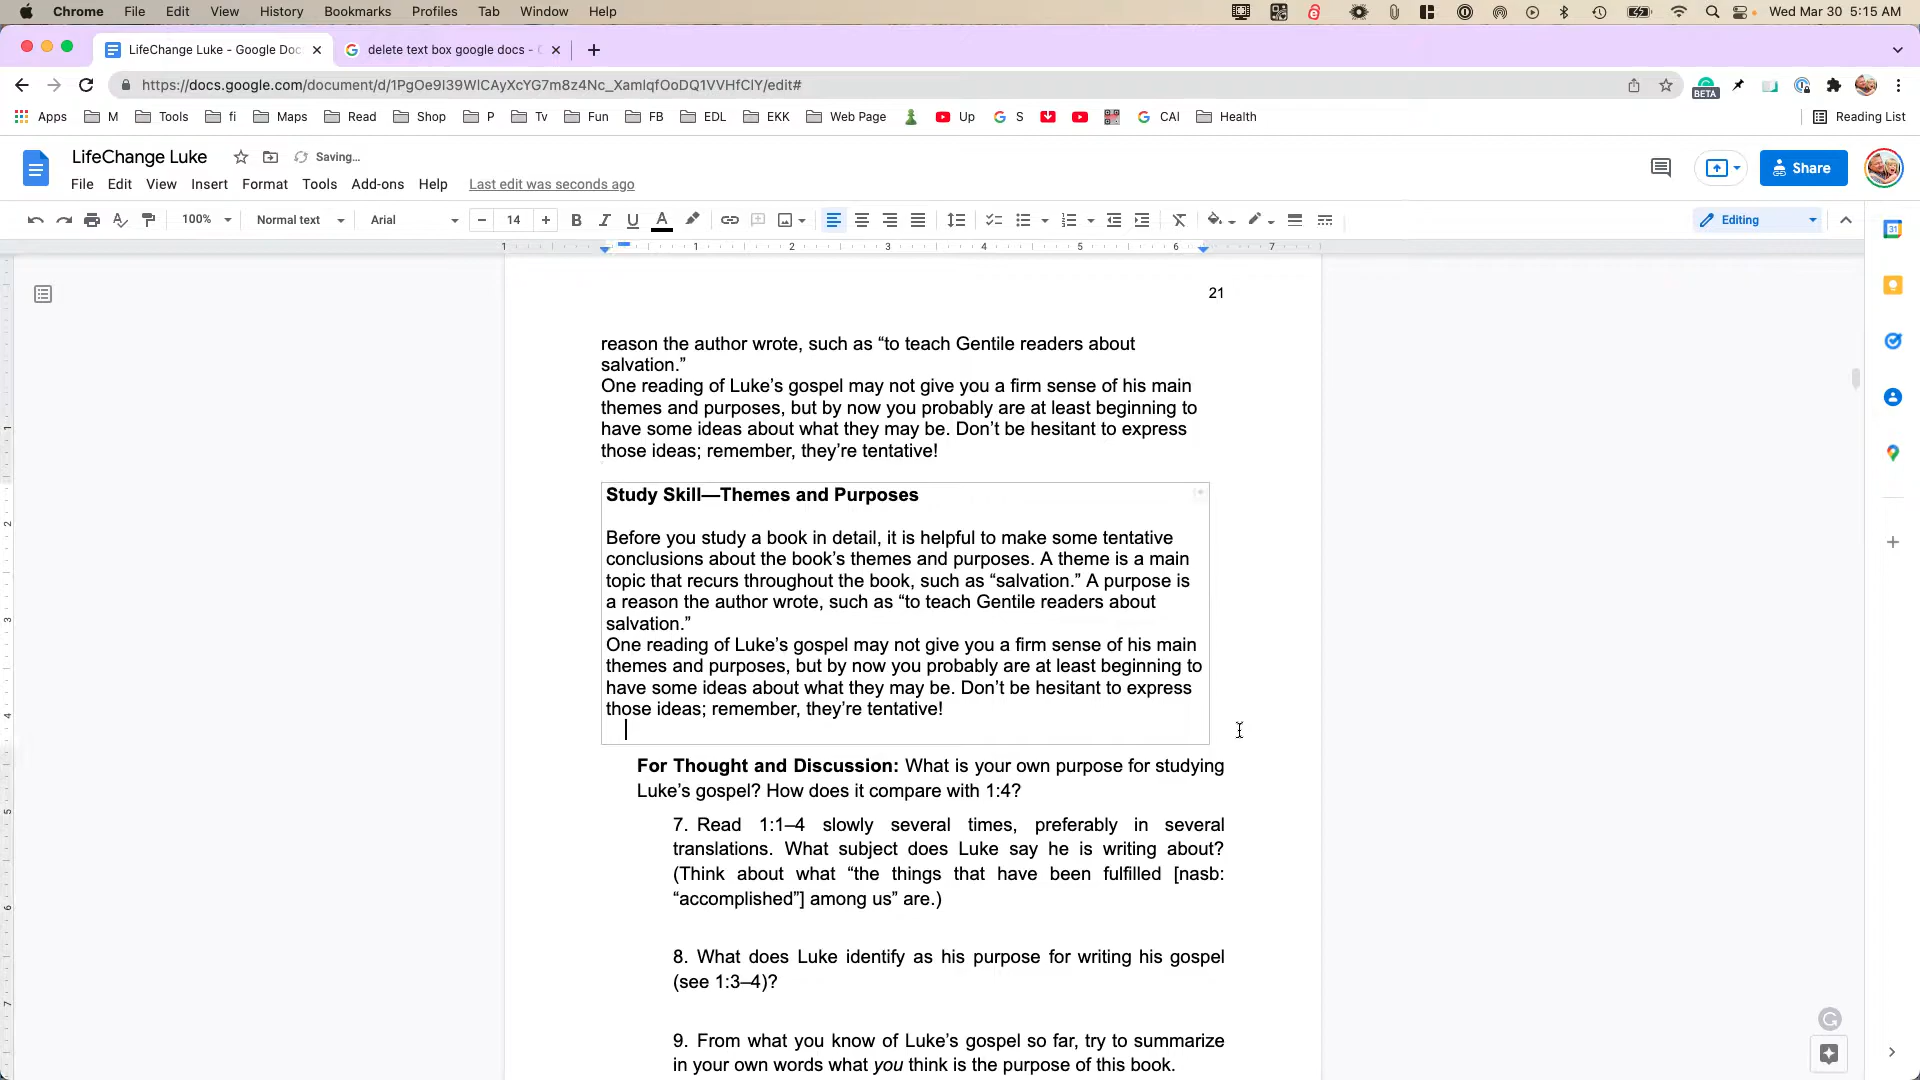 Chrome File Edit View History Bookmarks Profiles Tab Window Help Wed Mar 30 5:15 AM
LifeChange Luke - Google Doc delete text box google docs -
https://docs.google.com/document/d/1PgOe9I39WlCAyXcYG7m8z4Nc_XamlqfOoDQ1VVHfClY/edit# BETA
Apps M Tools fi Maps Read Shop P Tv Fun FB EDL EKK Web Page Up S CAI Health Reading List
LifeChange Luke Saving… Share
File Edit View Insert Format Tools Add-ons Help Last edit was seconds ago
100% Normal text Arial 14 B I U A Editing
1 1 2 3 4 5 6 7
21
reason the author wrote, such as “to teach Gentile readers about
salvation.”
One reading of Luke’s gospel may not give you a firm sense of his main
themes and purposes, but by now you probably are at least beginning to
have some ideas about what they may be. Don’t be hesitant to express
those ideas; remember, they’re tentative!
Study Skill—Themes and Purposes
Before you study a book in detail, it is helpful to make some tentative
conclusions about the book’s themes and purposes. A theme is a main
topic that recurs throughout the book, such as “salvation.” A purpose is
a reason the author wrote, such as “to teach Gentile readers about
salvation.”
One reading of Luke’s gospel may not give you a firm sense of his main
themes and purposes, but by now you probably are at least beginning to
have some ideas about what they may be. Don’t be hesitant to express
those ideas; remember, they’re tentative!
For Thought and Discussion: What is your own purpose for studying
Luke’s gospel? How does it compare with 1:4?
7. Read 1:1–4 slowly several times, preferably in several
translations. What subject does Luke say he is writing about?
(Think about what “the things that have been fulfilled [nasb:
“accomplished”] among us” are.)
8. What does Luke identify as his purpose for writing his gospel
(see 1:3–4)?
9. From what you know of Luke’s gospel so far, try to summarize
in your own words what you think is the purpose of this book.